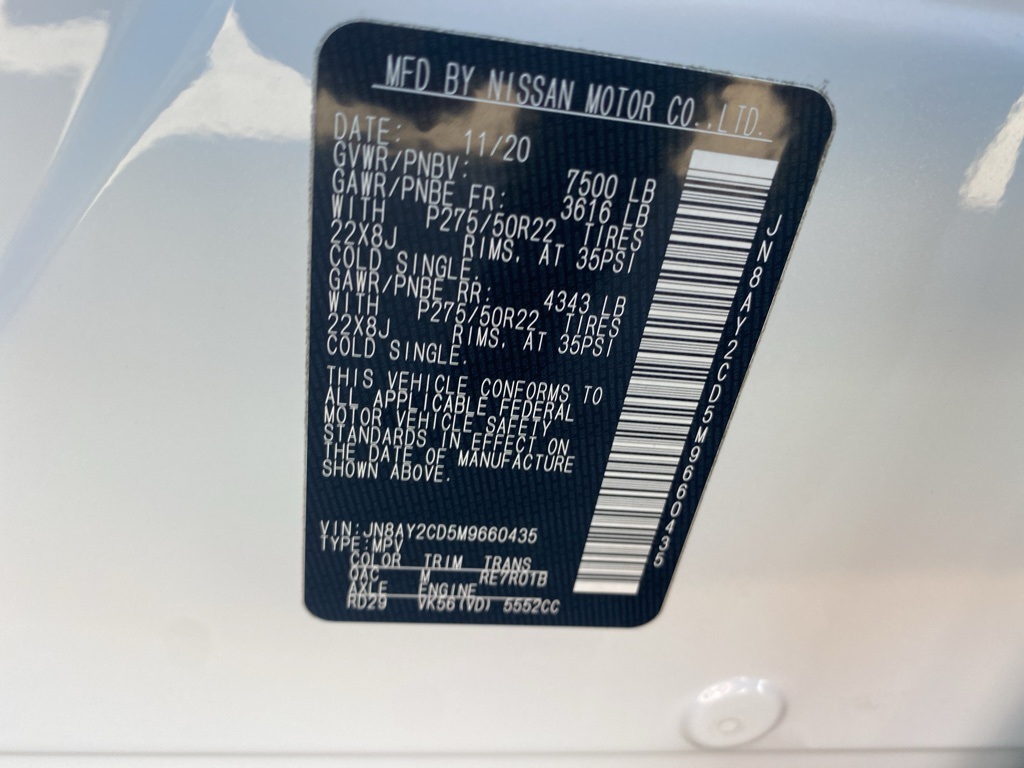 MFD BY NISSAN MOTOR CO.,LTD.
DATE: 11/20
GVWR/PNBV: 7500 LB
GAWR/PNBE FR: 3616 LB
WITH P275/50R22 TIRES
22X8J RIMS. AT 35PSI
COLD SINGLE.
GAWR/PNBE RR: 4343 LB
WITH P275/50R22 TIRES
22X8J RIMS. AT 35PSI
COLD SINGLE.
THIS VEHICLE CONFORMS TO
ALL APPLICABLE FEDERAL
MOTOR VEHICLE SAFETY
STANDARDS IN EFFECT ON
THE DATE OF MANUFACTURE
SHOWN ABOVE.
VIN:JN8AY2CD5M9660435
TYPE:MPV
COLOR TRIM TRANS
QAC M RE7R01B
AXLE ENGINE
RD29 VK56(VD) 5552CC
JN8AY2CD5M9660435